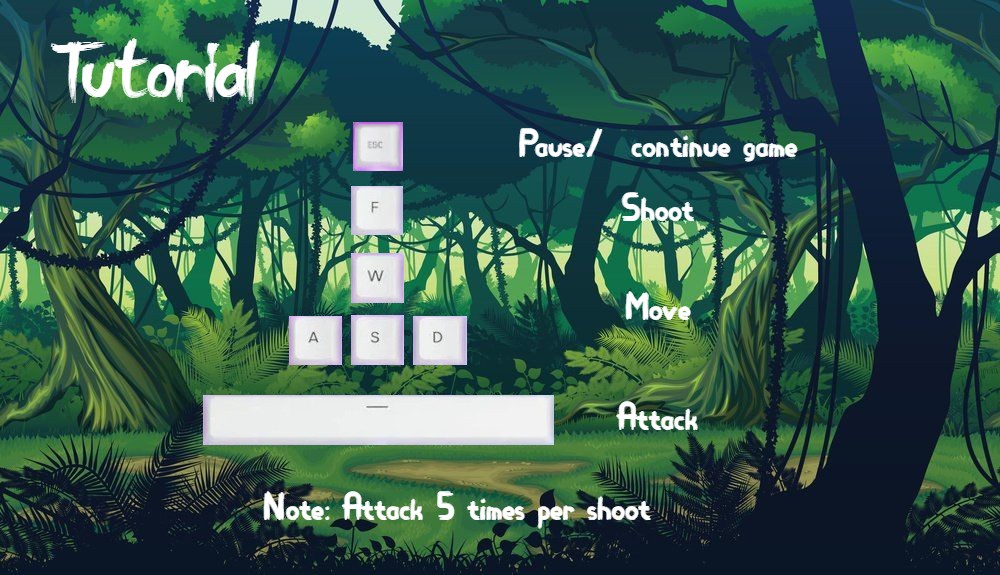 Tutorial
ESC
Pause/ continue game
F
Shoot
W
Move
A S D
Attack
Note: Attack 5 times per shoot